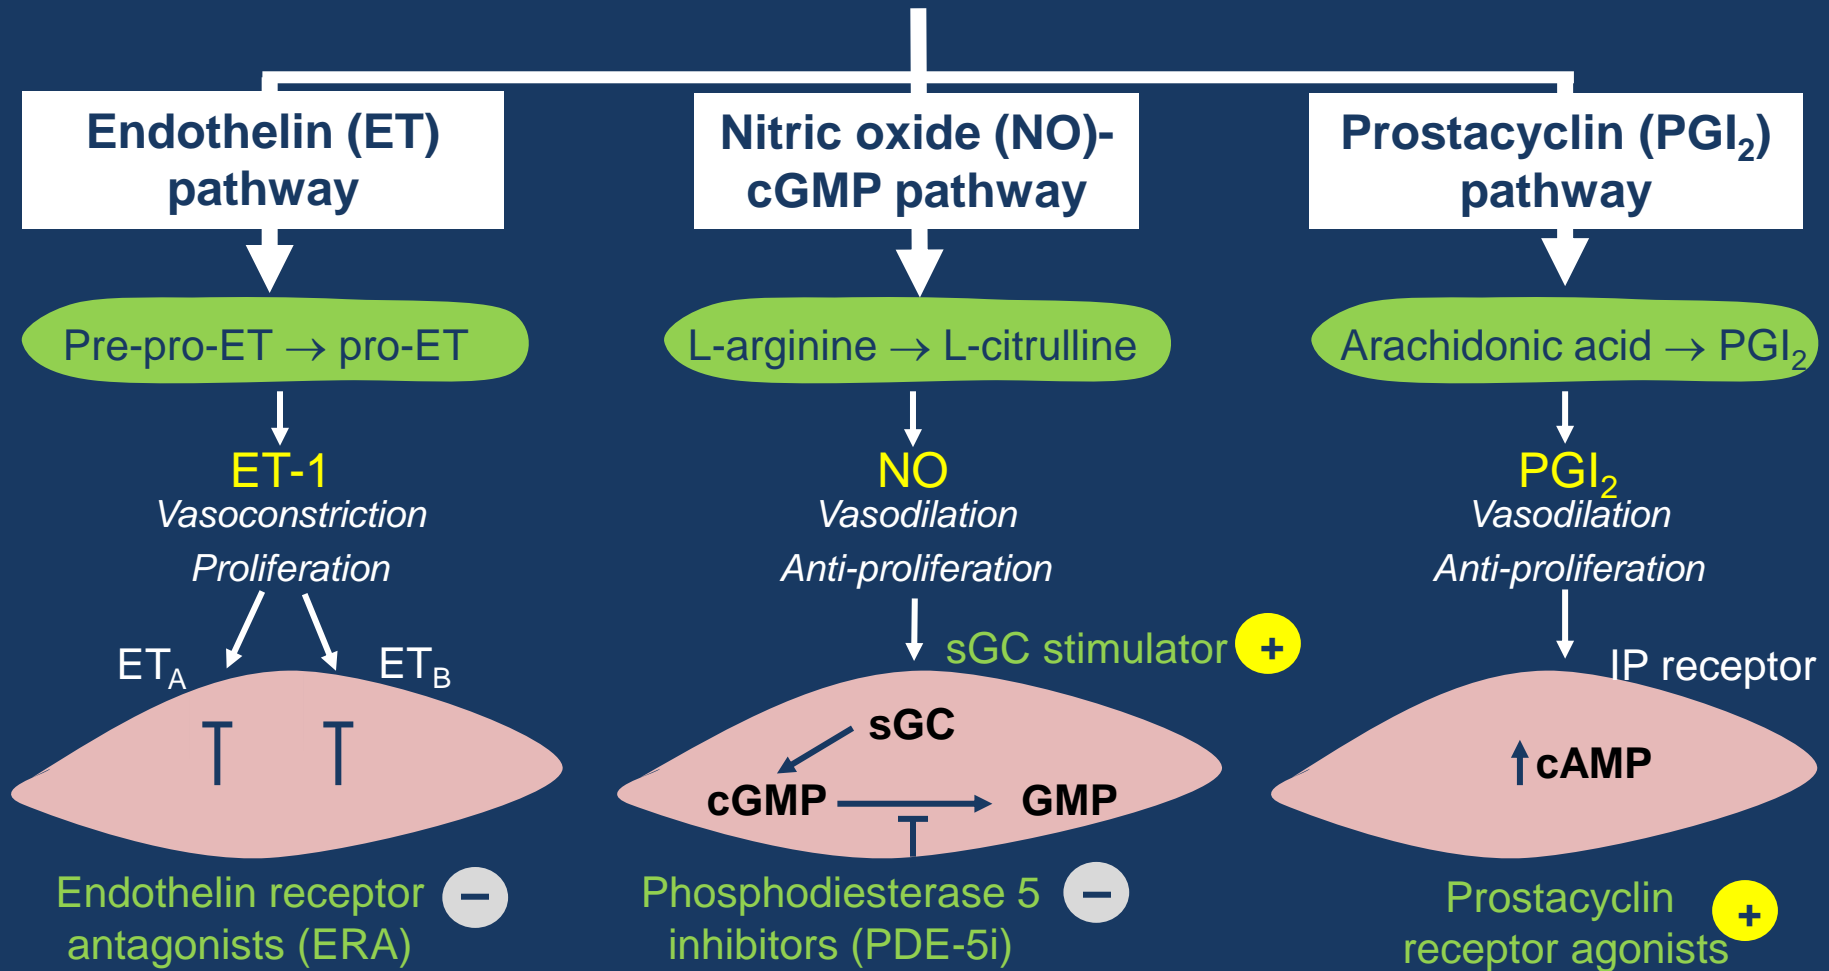 Endothelin (ET)
pathway
Pre-pro-ET → pro-ET
ET-1
Vasoconstriction
Proliferation
ET_A
ET_B
Endothelin receptor
antagonists (ERA)
−
Nitric oxide (NO)-
cGMP pathway
L-arginine → L-citrulline
NO
Vasodilation
Anti-proliferation
sGC stimulator
+
sGC
cGMP
GMP
Phosphodiesterase 5
inhibitors (PDE-5i)
−
Prostacyclin (PGI₂)
pathway
Arachidonic acid → PGI₂
PGI₂
Vasodilation
Anti-proliferation
IP receptor
cAMP
Prostacyclin
receptor agonists
+